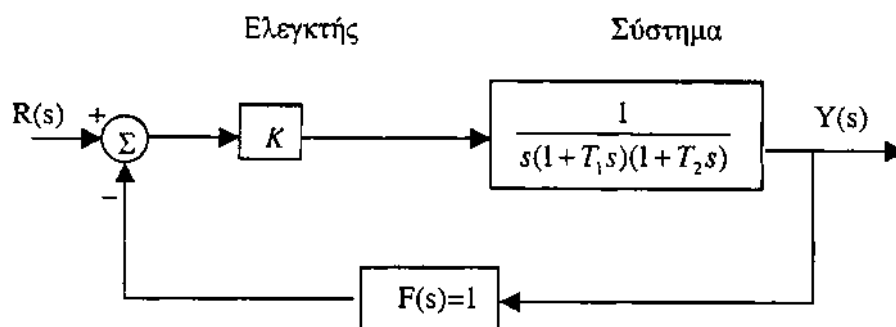 Ελεγκτής Σύστημα
R(s) + Σ K 1 Y(s)
s(1+T₁s)(1+T₂s)
−
F(s)=1